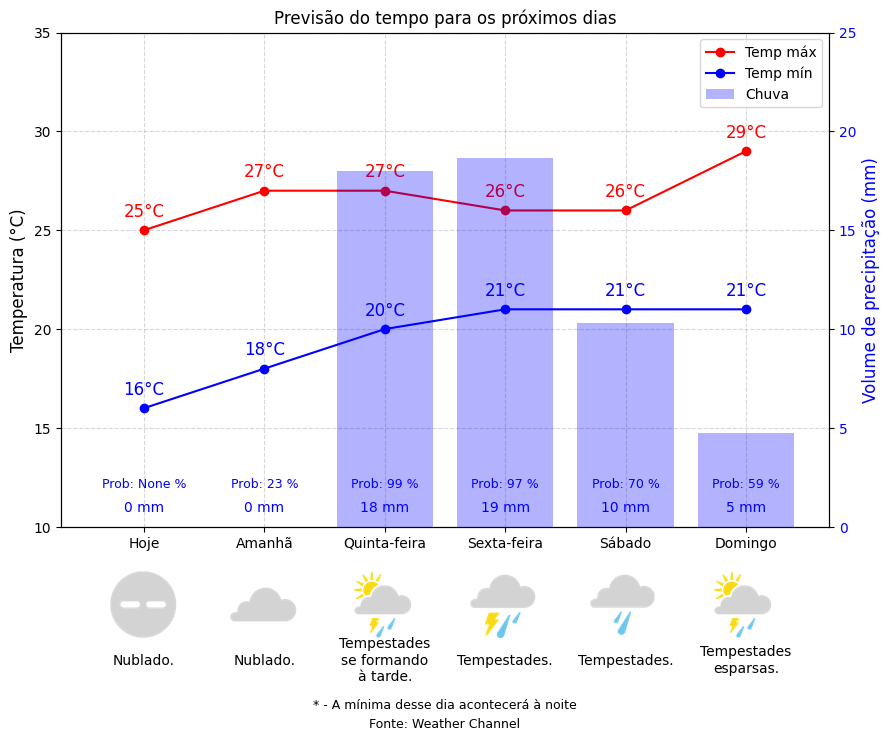 Previsão do tempo para os próximos dias
35
30
25
20
15
10
Temperatura (°C)
25
20
15
10
5
0
Volume de precipitação (mm)
Temp máx
Temp mín
Chuva
25°C
27°C
27°C
26°C
26°C
29°C
16°C
18°C
20°C
21°C
21°C
21°C
Prob: None %
Prob: 23 %
Prob: 99 %
Prob: 97 %
Prob: 70 %
Prob: 59 %
0 mm
0 mm
18 mm
19 mm
10 mm
5 mm
Hoje
Amanhã
Quinta-feira
Sexta-feira
Sábado
Domingo
Nublado.
Nublado.
Tempestades
se formando
à tarde.
Tempestades.
Tempestades.
Tempestades
esparsas.
* - A mínima desse dia acontecerá à noite
Fonte: Weather Channel